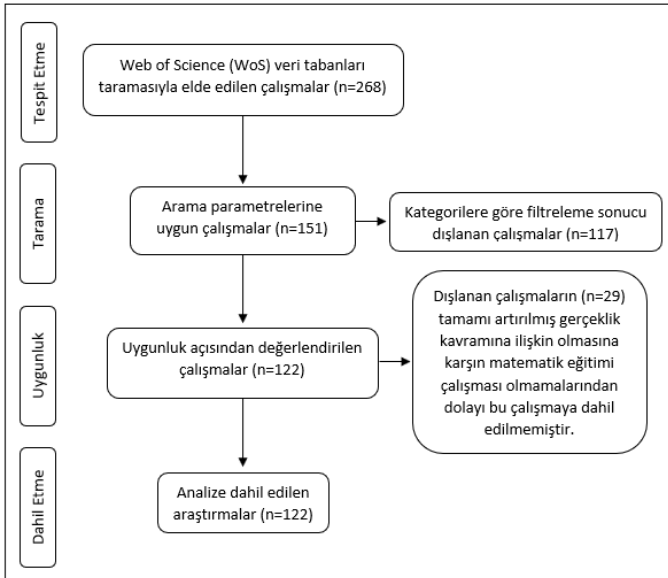 Tespit Etme
Web of Science (WoS) veri tabanları
taramasıyla elde edilen çalışmalar (n=268)
Tarama
Arama parametrelerine
uygun çalışmalar (n=151)
Kategorilere göre filtreleme sonucu
dışlanan çalışmalar (n=117)
Uygunluk
Uygunluk açısından değerlendirilen
çalışmalar (n=122)
Dışlanan çalışmaların (n=29)
tamamı artırılmış gerçeklik
kavramına ilişkin olmasına
karşın matematik eğitimi
çalışması olmamalarından
dolayı bu çalışmaya dahil
edilmemiştir.
Dahil Etme
Analize dahil edilen
araştırmalar (n=122)